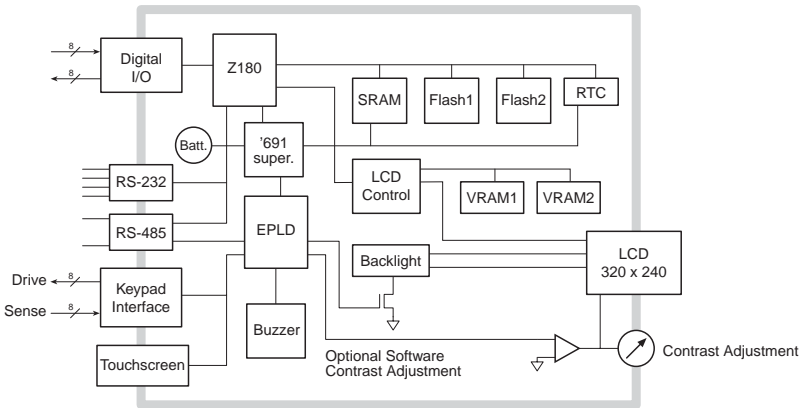 8
Digital
I/O
8
Z180
SRAM
Flash1
Flash2
RTC
Batt.
'691
super.
RS-232
LCD
Control
VRAM1
VRAM2
RS-485
EPLD
LCD
320 x 240
Backlight
Drive
8
Keypad
Interface
Sense
8
Buzzer
Touchscreen
Optional Software
Contrast Adjustment
Contrast Adjustment